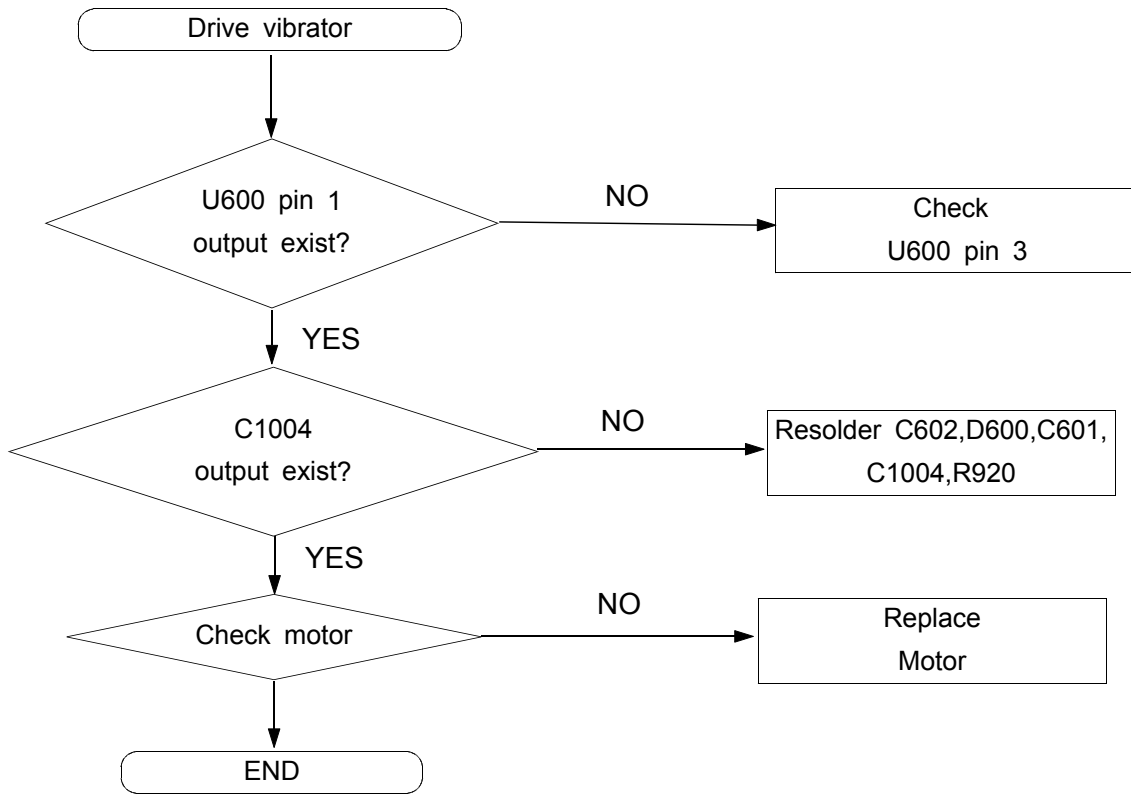 Drive vibrator
U600 pin 1
output exist?
NO
Check
U600 pin 3
YES
C1004
output exist?
NO
Resolder C602,D600,C601,
C1004,R920
YES
Check motor
NO
Replace
Motor
END